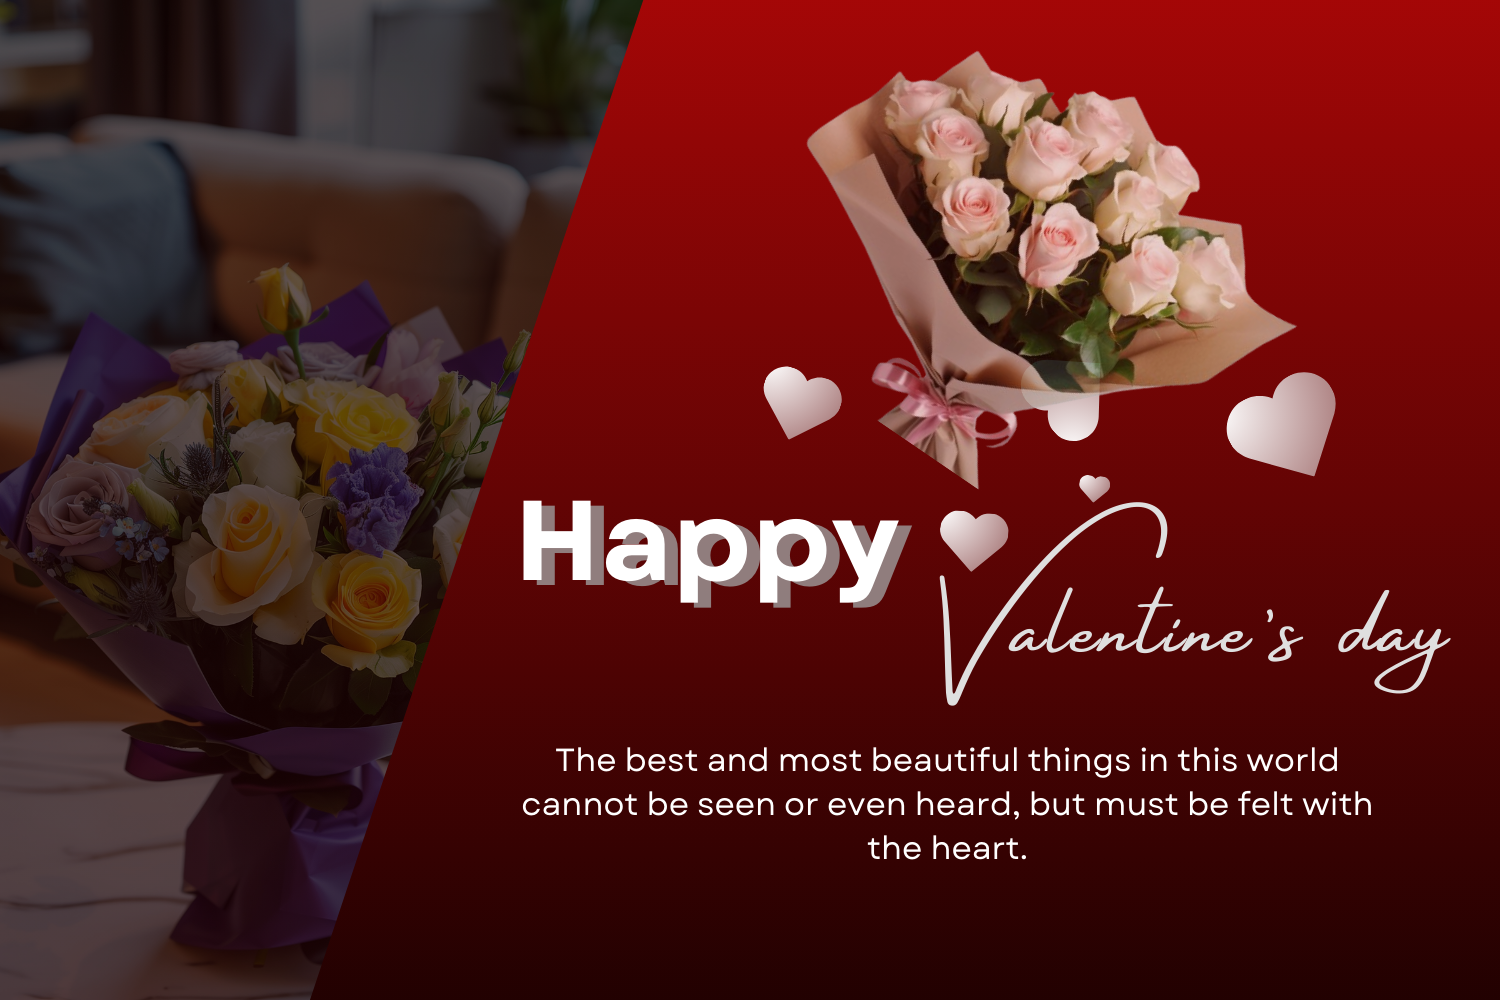 Happy
Valentine's day
The best and most beautiful things in this world
cannot be seen or even heard, but must be felt with
the heart.